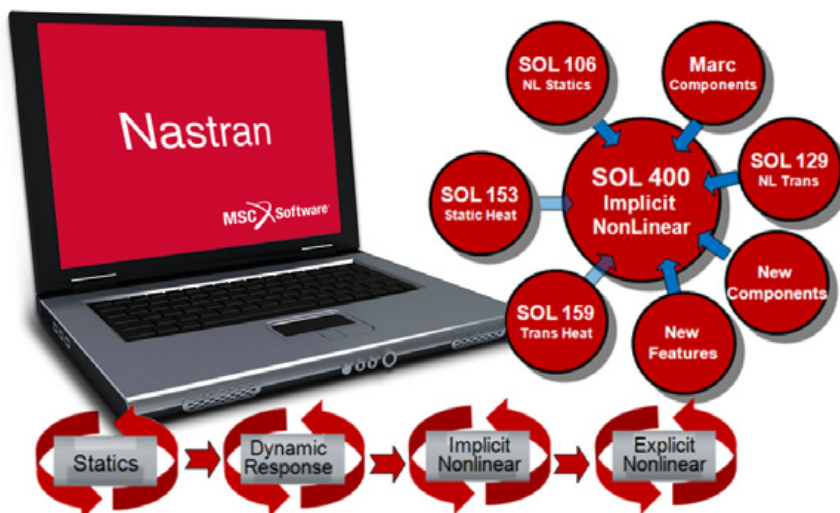 Nastran
MSC Software
SOL 106
NL Statics
Marc
Components
SOL 153
Static Heat
SOL 400
Implicit
NonLinear
SOL 129
NL Trans
SOL 159
Trans Heat
New
Features
New
Components
Statics
Dynamic
Response
Implicit
Nonlinear
Explicit
Nonlinear